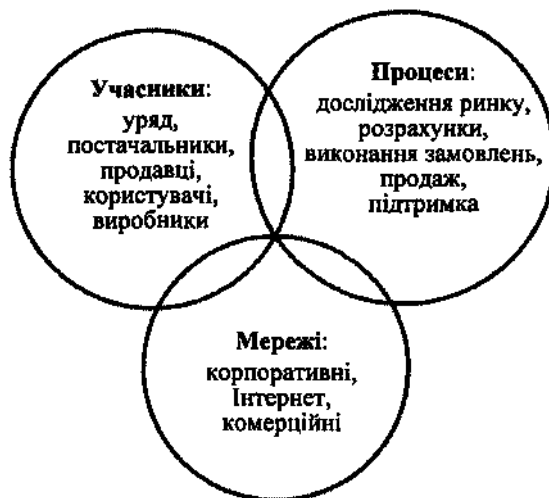 Учасники:
уряд,
постачальники,
продавці,
користувачі,
виробники
Процеси:
дослідження ринку,
розрахунки,
виконання замовлень,
продаж,
підтримка
Мережі:
корпоративні,
Інтернет,
комерційні